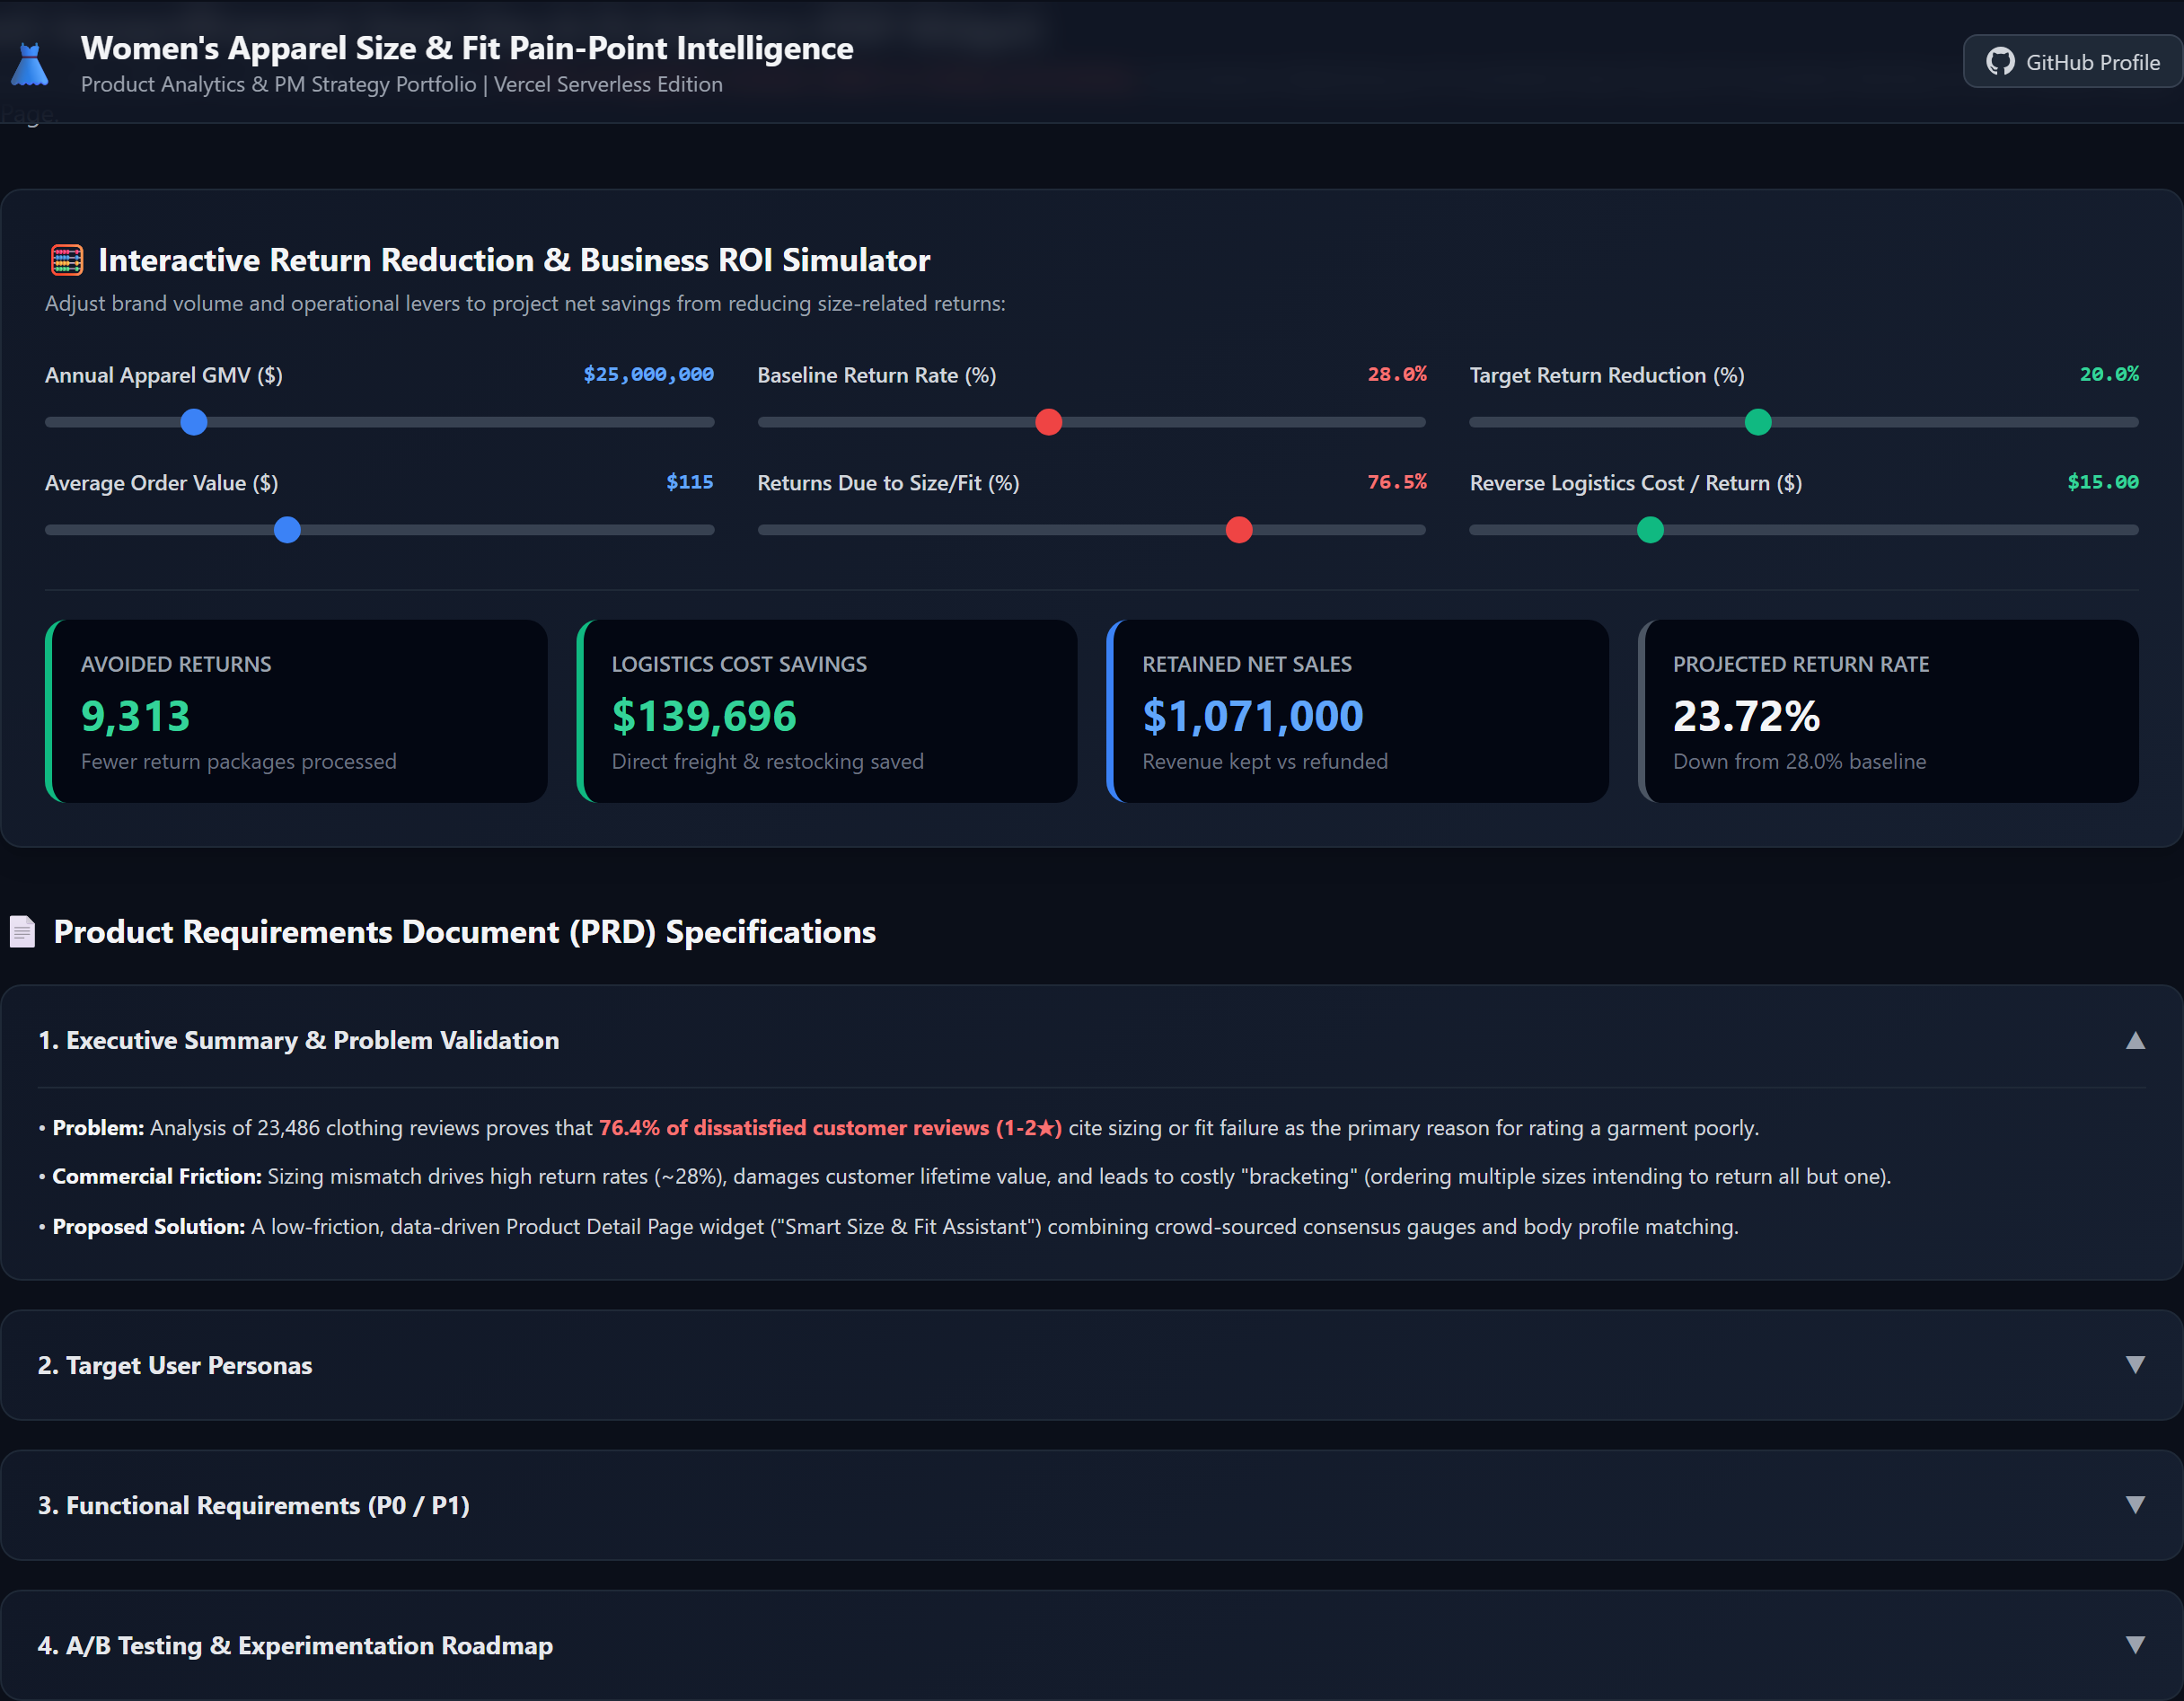 Women's Apparel Size & Fit Pain-Point Intelligence
Product Analytics & PM Strategy Portfolio | Vercel Serverless Edition
GitHub Profile
Page.
Interactive Return Reduction & Business ROI Simulator
Adjust brand volume and operational levers to project net savings from reducing size-related returns:
Annual Apparel GMV ($) $25,000,000
Baseline Return Rate (%) 28.0%
Target Return Reduction (%) 20.0%
Average Order Value ($) $115
Returns Due to Size/Fit (%) 76.5%
Reverse Logistics Cost / Return ($) $15.00
AVOIDED RETURNS
9,313
Fewer return packages processed
LOGISTICS COST SAVINGS
$139,696
Direct freight & restocking saved
RETAINED NET SALES
$1,071,000
Revenue kept vs refunded
PROJECTED RETURN RATE
23.72%
Down from 28.0% baseline
Product Requirements Document (PRD) Specifications
1. Executive Summary & Problem Validation ▲
• Problem: Analysis of 23,486 clothing reviews proves that 76.4% of dissatisfied customer reviews (1-2★) cite sizing or fit failure as the primary reason for rating a garment poorly.
• Commercial Friction: Sizing mismatch drives high return rates (~28%), damages customer lifetime value, and leads to costly "bracketing" (ordering multiple sizes intending to return all but one).
• Proposed Solution: A low-friction, data-driven Product Detail Page widget ("Smart Size & Fit Assistant") combining crowd-sourced consensus gauges and body profile matching.
2. Target User Personas ▼
3. Functional Requirements (P0 / P1) ▼
4. A/B Testing & Experimentation Roadmap ▼